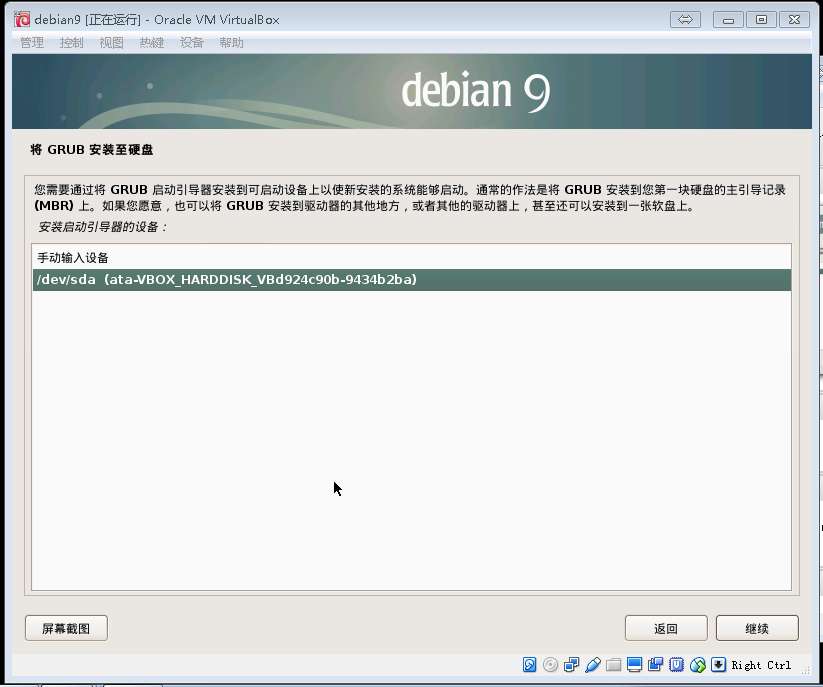 debian9 [正在运行] - Oracle VM VirtualBox
管理 控制 视图 热键 设备 帮助
debian 9
将 GRUB 安装至硬盘
您需要通过将 GRUB 启动引导器安装到可启动设备上以使新安装的系统能够启动。通常的作法是将 GRUB 安装到您第一块硬盘的主引导记录
(MBR) 上。如果您愿意，也可以将 GRUB 安装到驱动器的其他地方，或者其他的驱动器上，甚至还可以安装到一张软盘上。
安装启动引导器的设备：
手动输入设备
/dev/sda (ata-VBOX_HARDDISK_VBd924c90b-9434b2ba)
屏幕截图 返回 继续
Right Ctrl